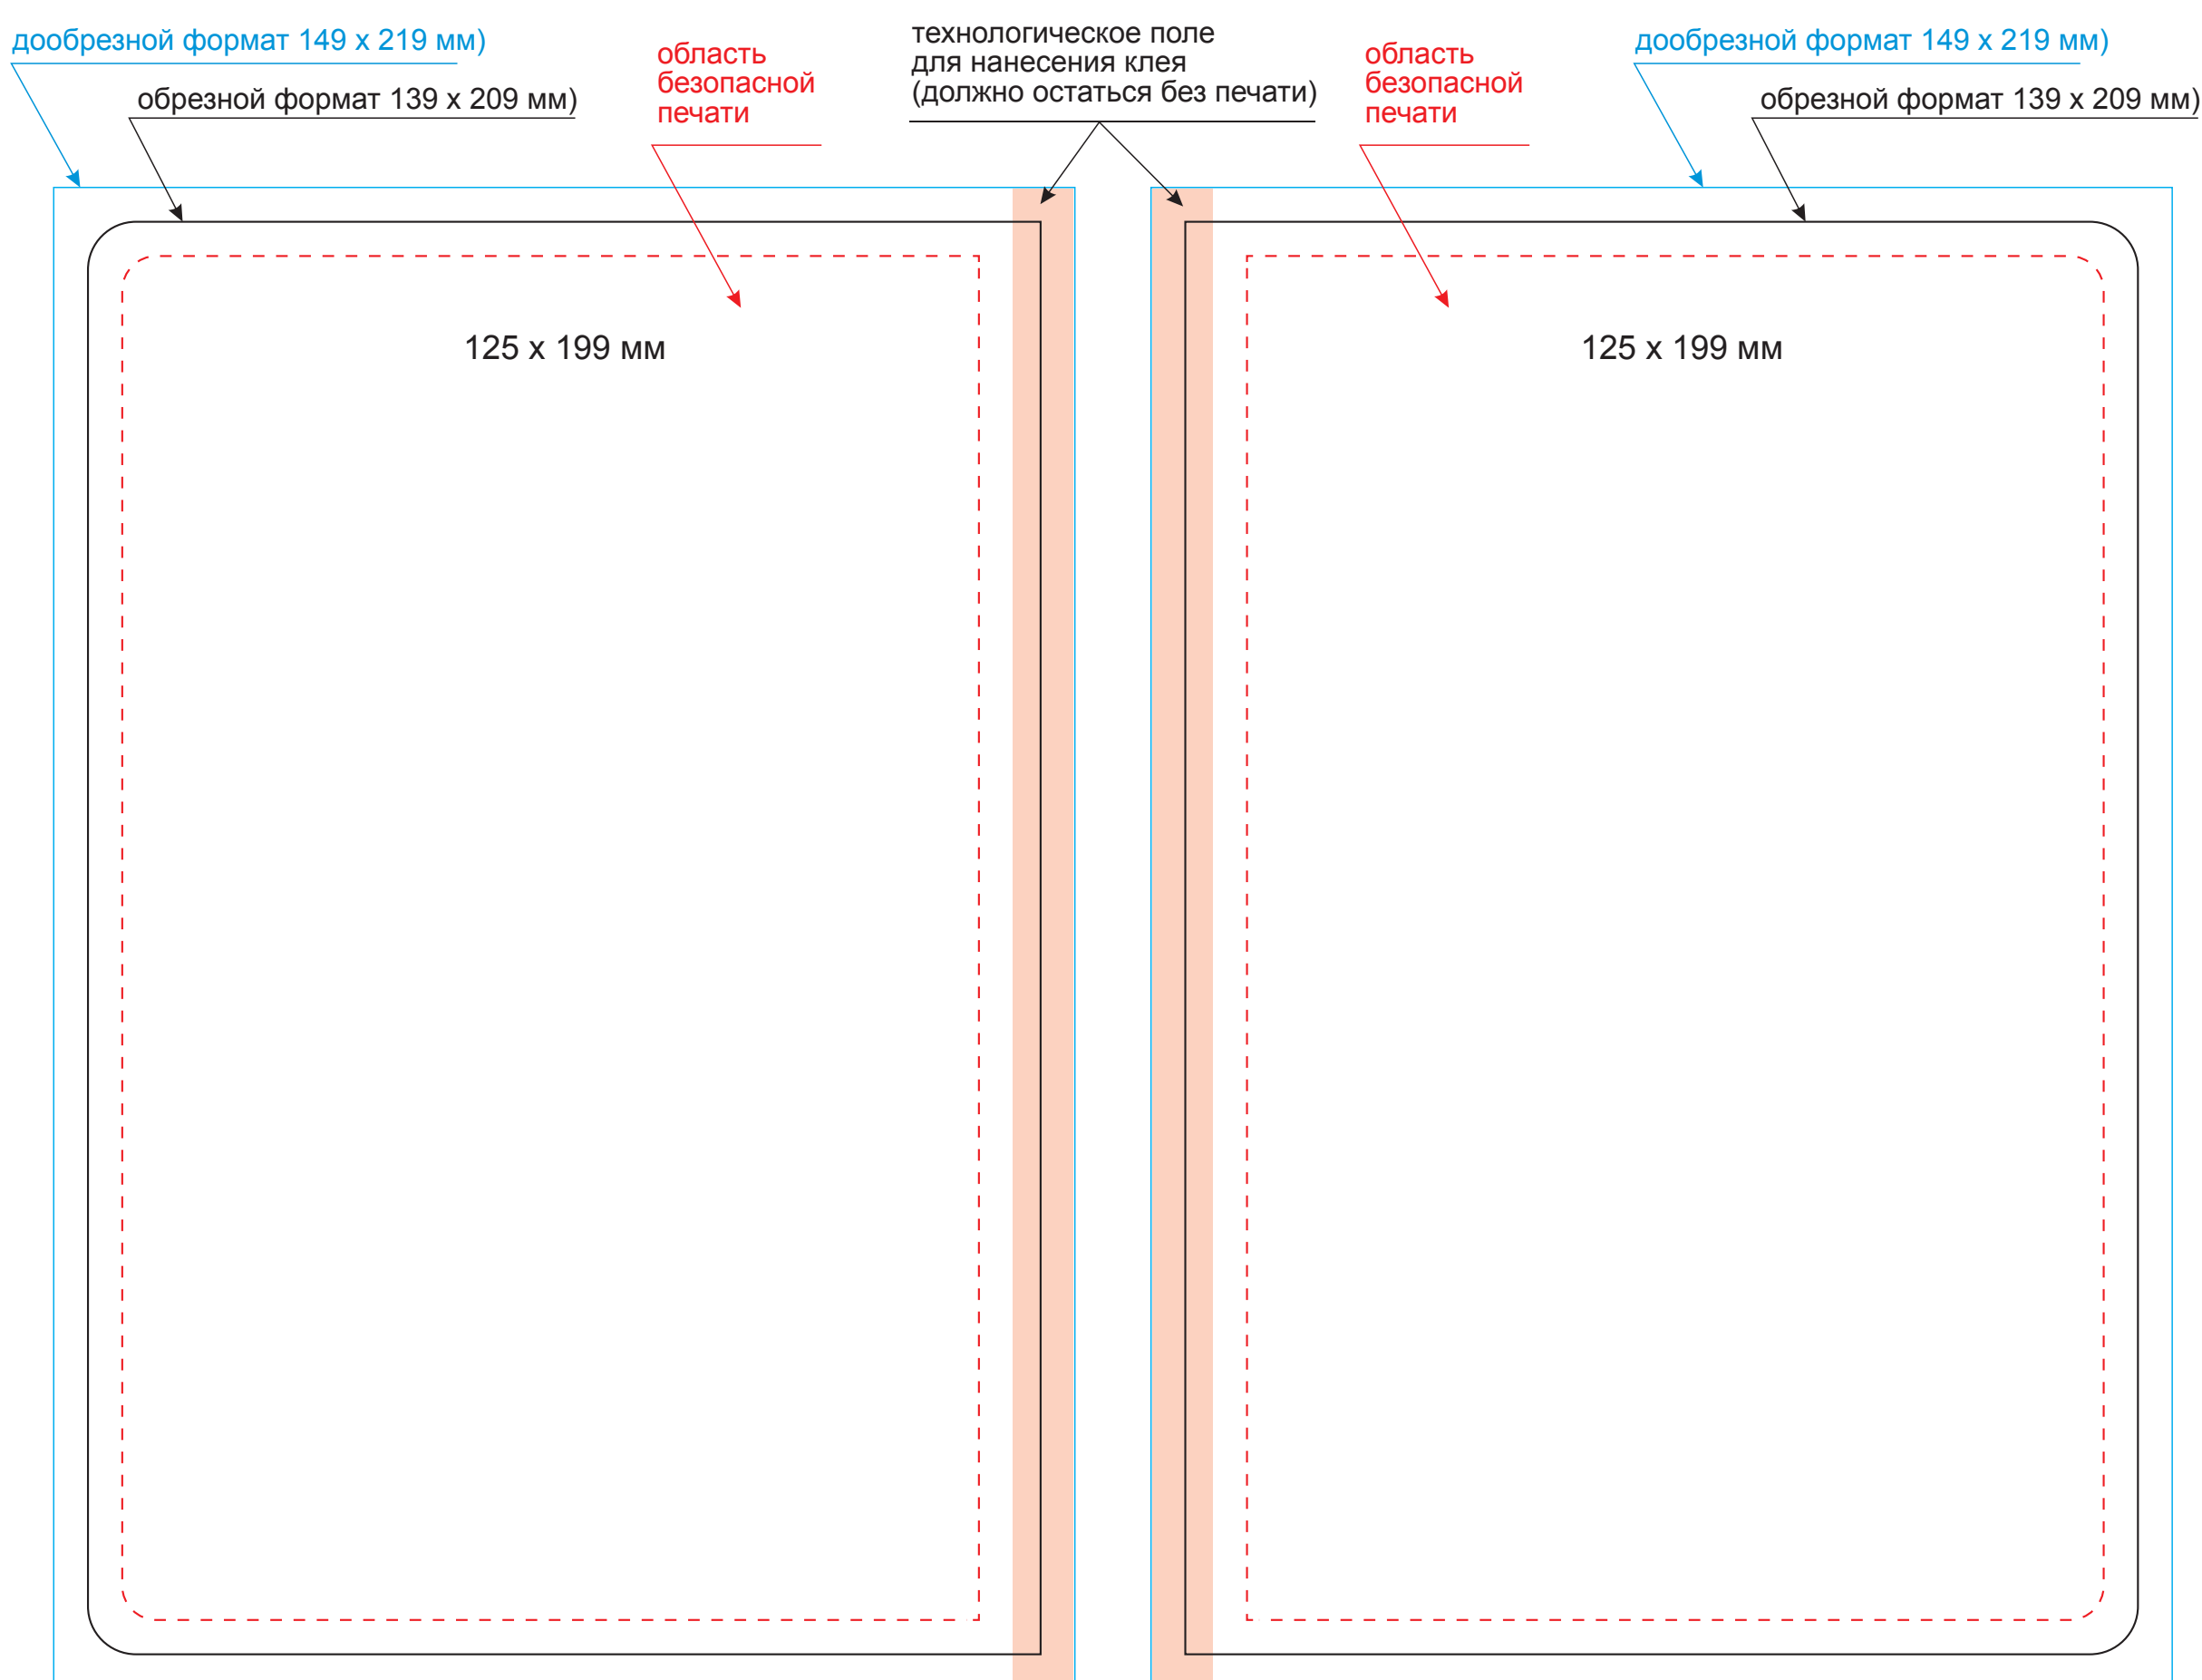 дообрезной формат 149 х 219 мм)
обрезной формат 139 х 209 мм)
область
безопасной
печати
технологическое поле
для нанесения клея
(должно остаться без печати)
область
безопасной
печати
дообрезной формат 149 х 219 мм)
обрезной формат 139 х 209 мм)
125 х 199 мм
125 х 199 мм